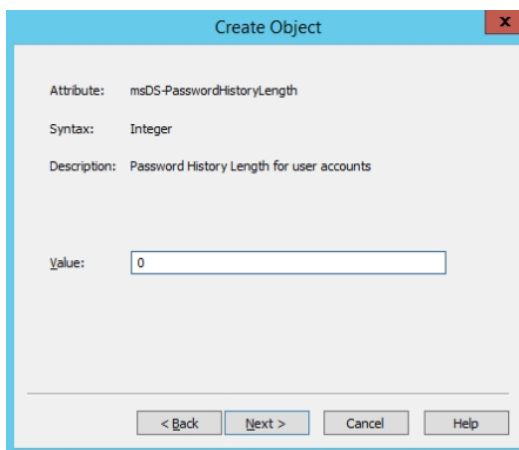 Create Object
x
Attribute: msDS-PasswordHistoryLength
Syntax: Integer
Description: Password History Length for user accounts
Value: 0
< Back Next > Cancel Help